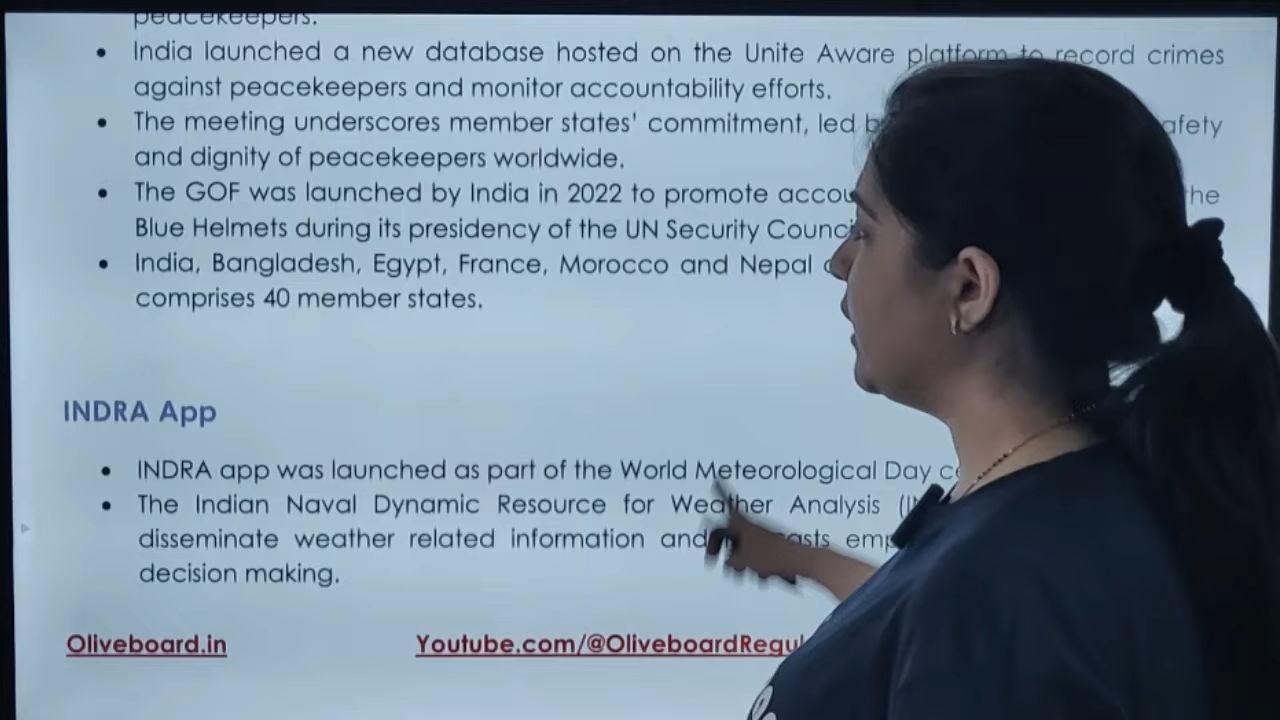 peacekeepers.
• India launched a new database hosted on the Unite Aware platform to record crimes
against peacekeepers and monitor accountability efforts.
• The meeting underscores member states' commitment, led
and dignity of peacekeepers worldwide.
• The GOF was launched by India in 2022 to promote the
Blue Helmets during its presidency of the UN Security
• India, Bangladesh, Egypt, France, Morocco and Nepal
comprises 40 member states.
INDRA App
• INDRA app was launched as part of the World Meteorological Day
• The Indian Naval Dynamic Resource for Weather Analysis
disseminate weather related information and
decision making.
Oliveboard.in Youtube.com/@OliveboardRegul